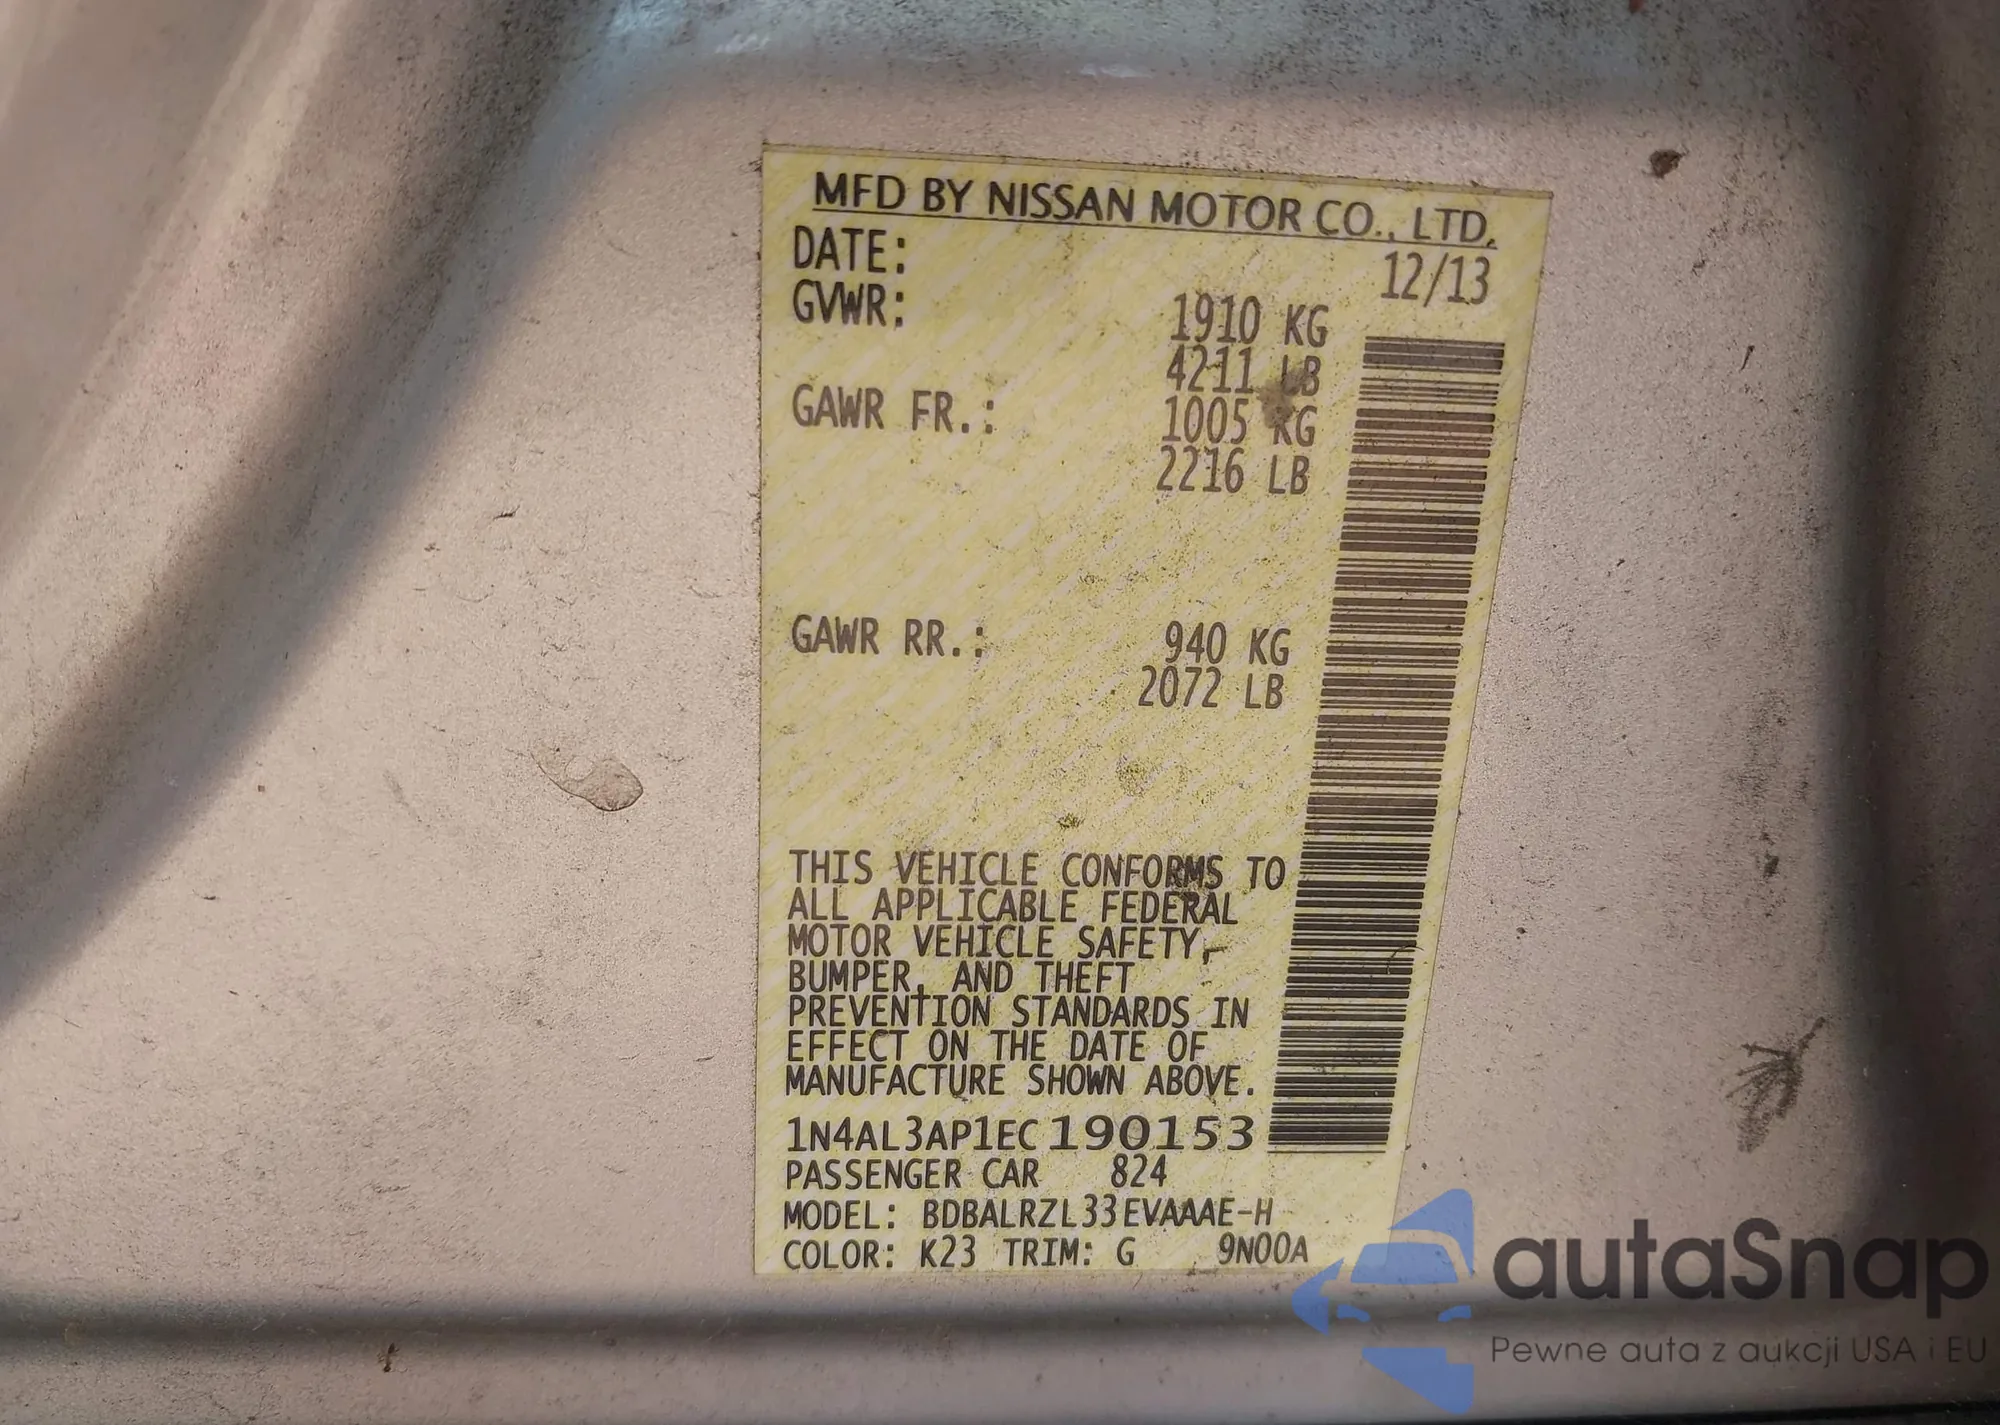 MFD BY NISSAN MOTOR CO., LTD.
DATE: 12/13
GVWR: 1910 KG
4211 LB
GAWR FR.: 1005 KG
2216 LB
GAWR RR.: 940 KG
2072 LB
THIS VEHICLE CONFORMS TO
ALL APPLICABLE FEDERAL
MOTOR VEHICLE SAFETY,
BUMPER, AND THEFT
PREVENTION STANDARDS IN
EFFECT ON THE DATE OF
MANUFACTURE SHOWN ABOVE.
1N4AL3AP1EC190153
PASSENGER CAR 824
MODEL: BDBALRZL33EVAAAE-H
COLOR: K23 TRIM: G 9N00A
autaSnap
Pewne auta z aukcji USA i EU